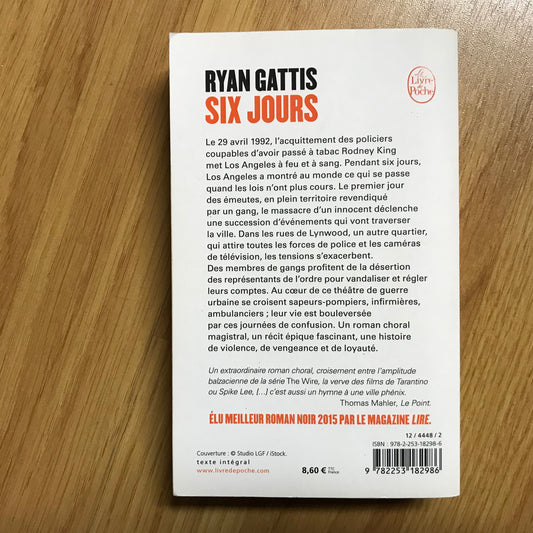 RYAN GATTIS
Le Livre de Poche
SIX JOURS
Le 29 avril 1992, l'acquittement des policiers
coupables d'avoir passé à tabac Rodney King
met Los Angeles à feu et à sang. Pendant six jours,
Los Angeles a montré au monde ce qui se passe
quand les lois n'ont plus cours. Le premier jour
des émeutes, en plein territoire revendiqué
par un gang, le massacre d'un innocent déclenche
une succession d'événements qui vont traverser
la ville. Dans les rues de Lynwood, un autre quartier,
qui attire toutes les forces de police et les caméras
de télévision, les tensions s'exacerbent.
Des membres de gangs profitent de la désertion
des représentants de l'ordre pour vandaliser et régler
leurs comptes. Au cœur de ce théâtre de guerre
urbaine se croisent sapeurs-pompiers, infirmières,
ambulanciers ; leur vie est bouleversée
par ces journées de confusion. Un roman choral
magistral, un récit épique fascinant, une histoire
de violence, de vengeance et de loyauté.
Un extraordinaire roman choral, croisement entre l'amplitude
balzacienne de la série The Wire, la verve des films de Tarantino
ou Spike Lee, [...] c'est aussi un hymne à une ville phénix.
Thomas Mahler, Le Point.
ÉLU MEILLEUR ROMAN NOIR 2015 PAR LE MAGAZINE LIRE.
12 / 4448 / 2
ISBN : 978-2-253-18298-6
Couverture : © Studio LGF / iStock.
texte intégral
www.livredepoche.com
8,60 € TTC France
9 782253 182986